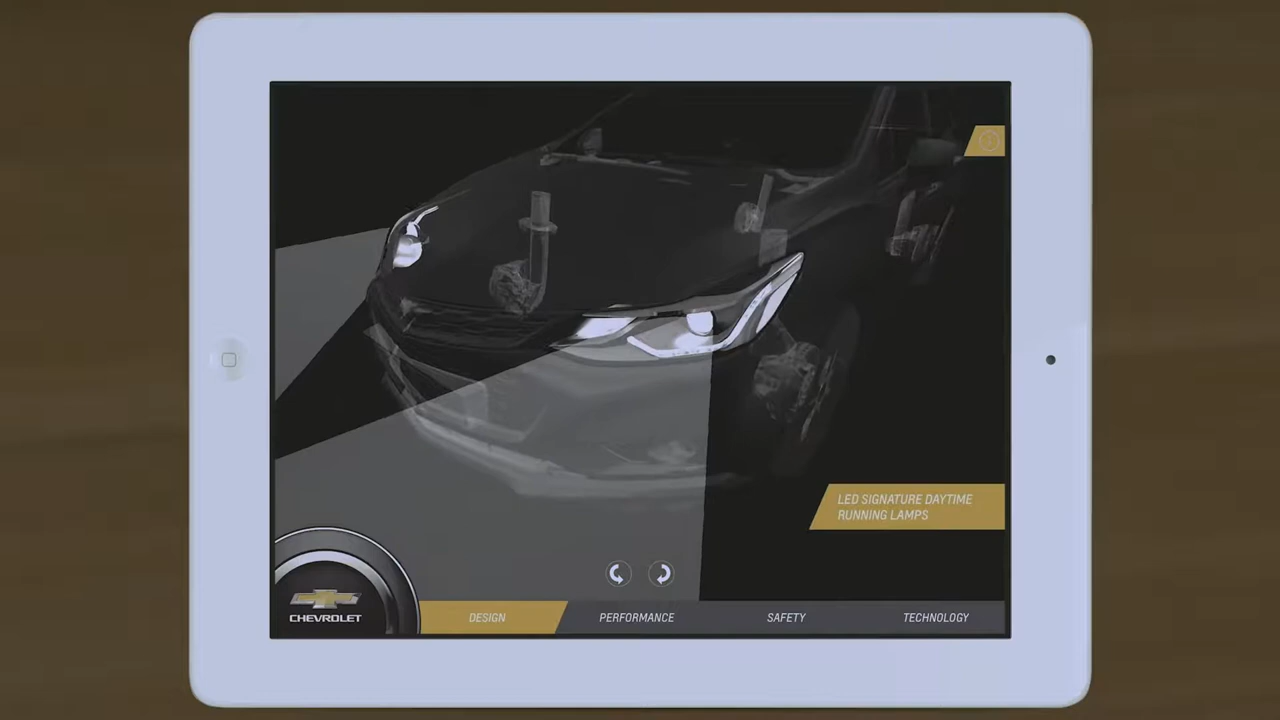 LED SIGNATURE DAYTIME
RUNNING LAMPS
CHEVROLET
DESIGN
PERFORMANCE
SAFETY
TECHNOLOGY